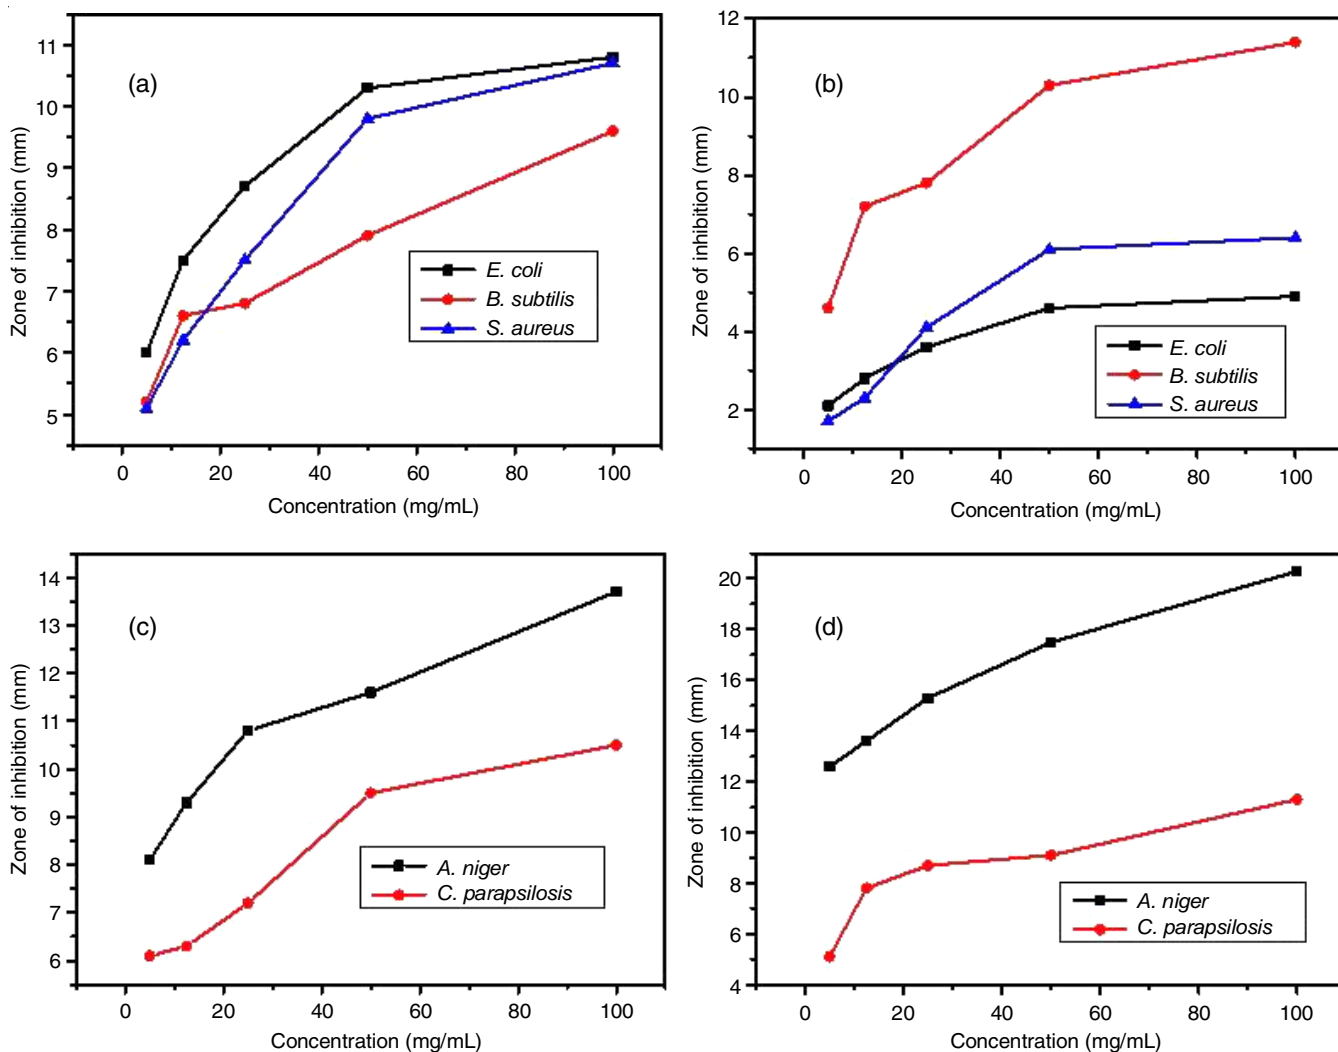 (a)
Zone of inhibition (mm)
11
10
9
8
7
6
5
E. coli
B. subtilis
S. aureus
0 20 40 60 80 100
Concentration (mg/mL)
(b)
Zone of inhibition (mm)
12
10
8
6
4
2
E. coli
B. subtilis
S. aureus
0 20 40 60 80 100
Concentration (mg/mL)
(c)
Zone of inhibition (mm)
14
13
12
11
10
9
8
7
6
A. niger
C. parapsilosis
0 20 40 60 80 100
Concentration (mg/mL)
(d)
Zone of inhibition (mm)
20
18
16
14
12
10
8
6
4
A. niger
C. parapsilosis
0 20 40 60 80 100
Concentration (mg/mL)